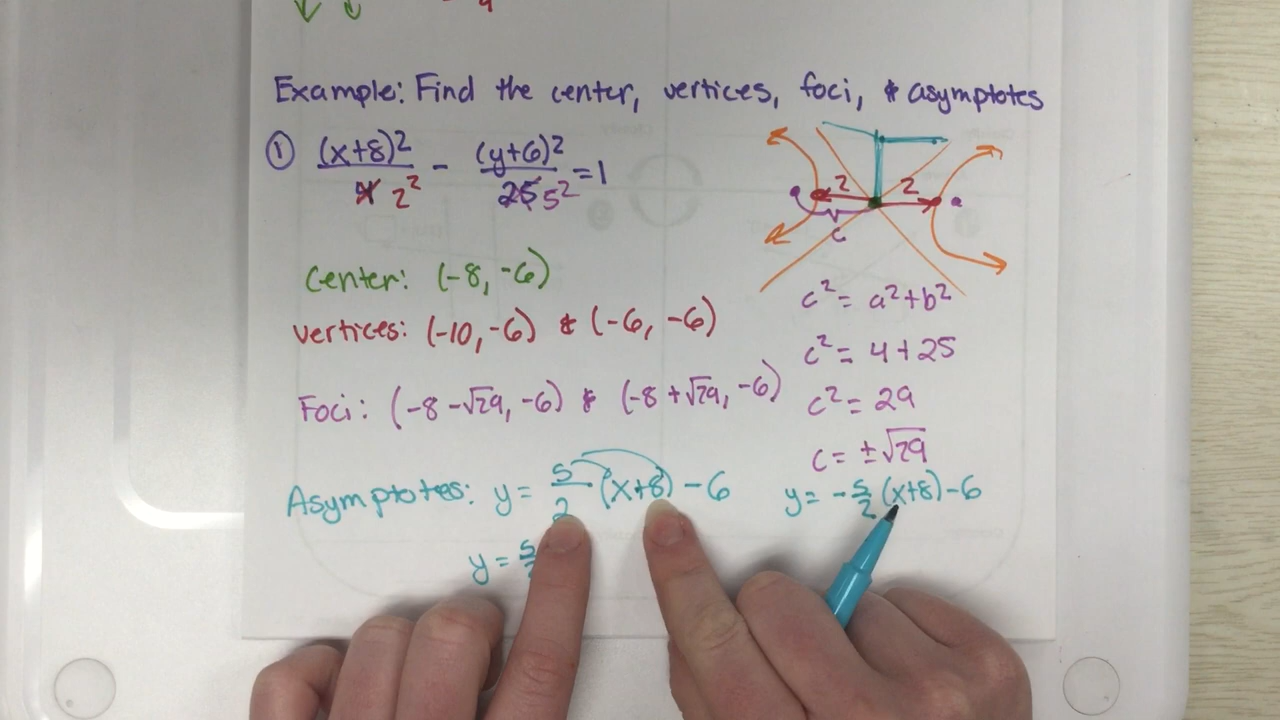 4
Example: Find the center, vertices, foci, & asymptotes
① (x+8)²/4 2² - (y+6)²/25 5² = 1
2 2
c
Center: (-8, -6)
c² = a² + b²
Vertices: (-10, -6) & (-6, -6)
c² = 4 + 25
Foci: (-8 - √29, -6) & (-8 + √29, -6)
c² = 29
c = ± √29
Asymptotes: y = 5/2 (x+8) - 6
y = - 5/2 (x+8) - 6
y = 5